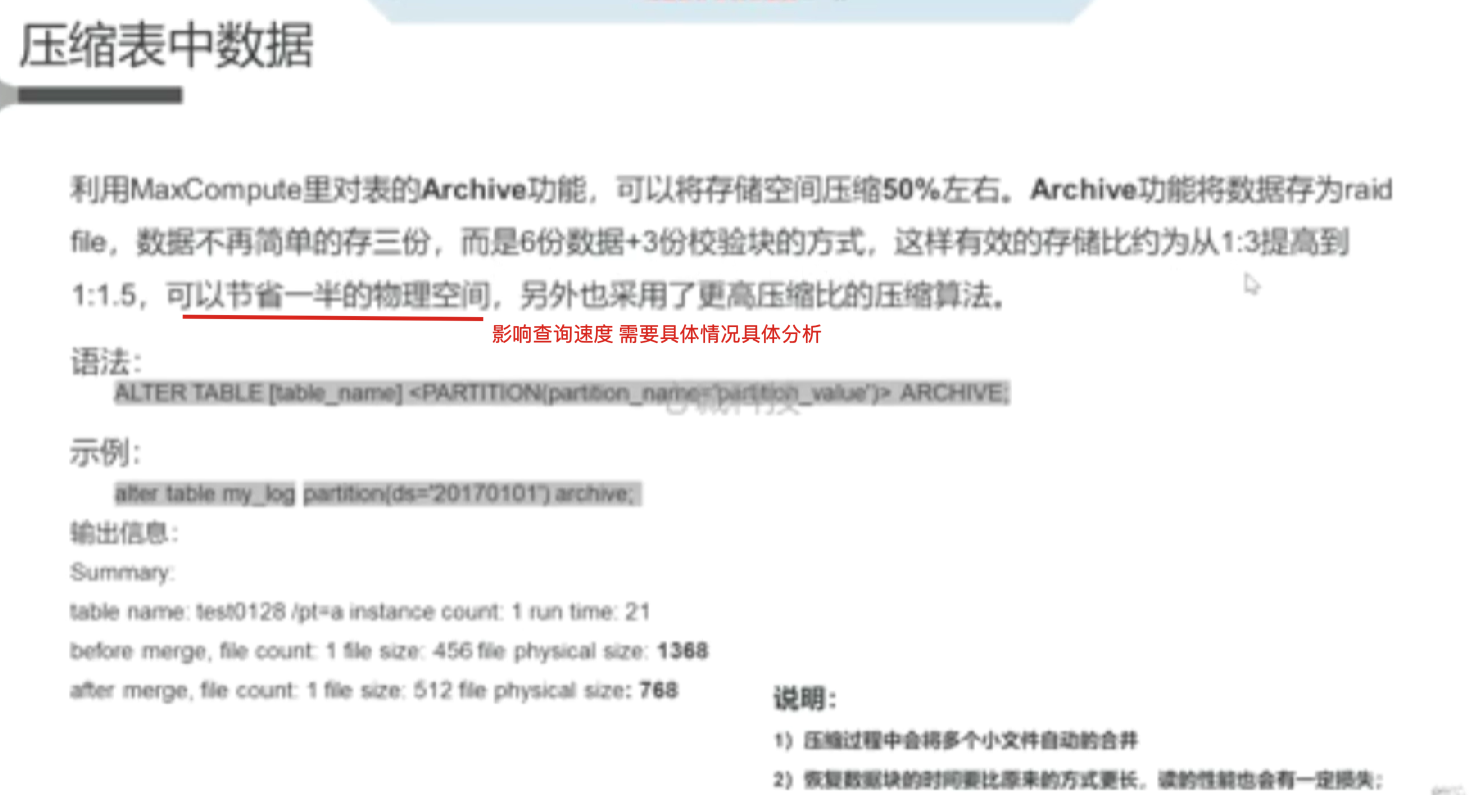 压缩表中数据
利用MaxCompute里对表的Archive功能，可以将存储空间压缩50%左右。Archive功能将数据存为raid
file，数据不再简单的存三份，而是6份数据+3份校验块的方式，这样有效的存储比约为从1:3提高到
1:1.5，可以节省一半的物理空间，另外也采用了更高压缩比的压缩算法。
影响查询速度 需要具体情况具体分析
语法：
ALTER TABLE [table_name] <PARTITION(partition_name='partition_value')> ARCHIVE;
示例：
alter table my_log partition(ds='20170101') archive;
输出信息：
Summary:
table name: test0128 /pt=a instance count: 1 run time: 21
before merge, file count: 1 file size: 456 file physical size: 1368
after merge, file count: 1 file size: 512 file physical size: 768
说明：
1）压缩过程中会将多个小文件自动的合并
2）恢复数据块的时间要比原来的方式更长，读的性能也会有一定损失；